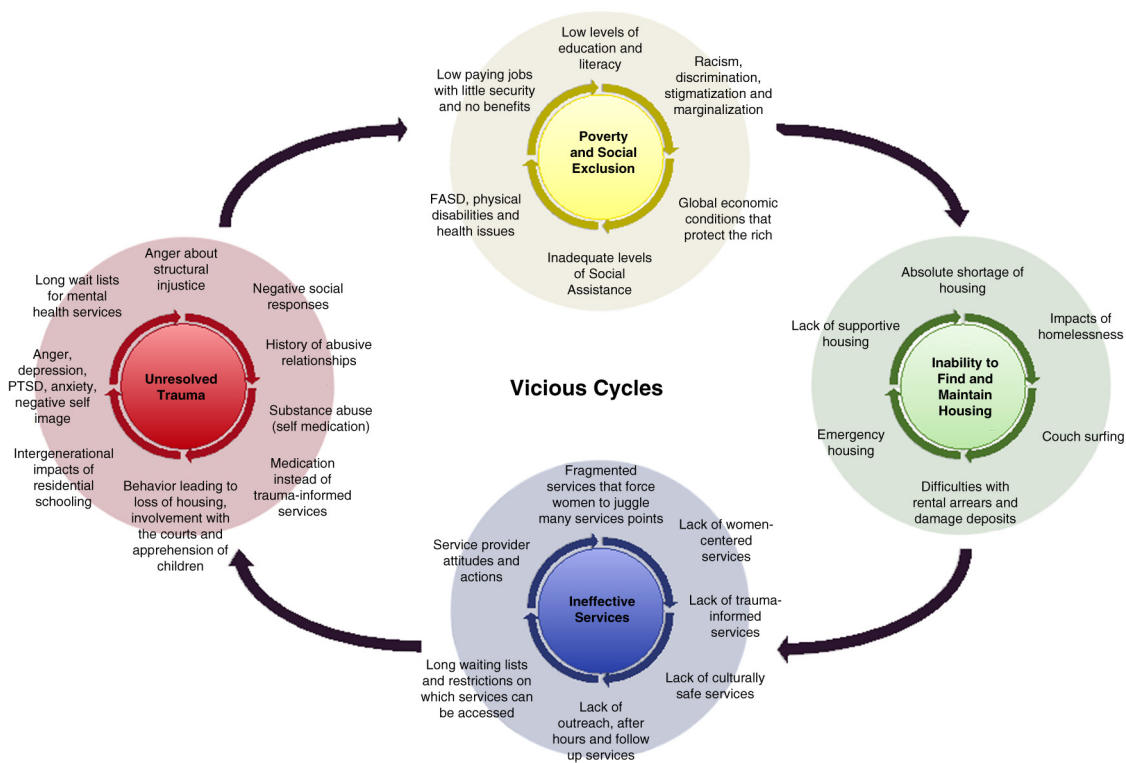 Low levels of
education and
literacy
Racism,
discrimination,
stigmatization and
marginalization
Low paying jobs
with little security
and no benefits
Poverty
and Social
Exclusion
FASD, physical
disabilities and
health issues
Global economic
conditions that
protect the rich
Inadequate levels
of Social
Assistance
Anger about
structural
injustice
Long wait lists
for mental
health services
Negative social
responses
History of abusive
relationships
Anger,
depression,
PTSD, anxiety,
negative self
image
Unresolved
Trauma
Substance abuse
(self medication)
Intergenerational
impacts of
residential
schooling
Medication
instead of
trauma-informed
services
Behavior leading to
loss of housing,
involvement with
the courts and
apprehension of
children
Vicious Cycles
Absolute shortage of
housing
Lack of supportive
housing
Impacts of
homelessness
Inability to
Find and
Maintain
Housing
Emergency
housing
Couch surfing
Difficulties with
rental arrears and
damage deposits
Fragmented
services that force
women to juggle
many services points
Lack of women-
centered
services
Service provider
attitudes and
actions
Ineffective
Services
Lack of trauma-
informed
services
Long waiting lists
and restrictions on
which services can
be accessed
Lack of culturally
safe services
Lack of
outreach, after
hours and follow
up services